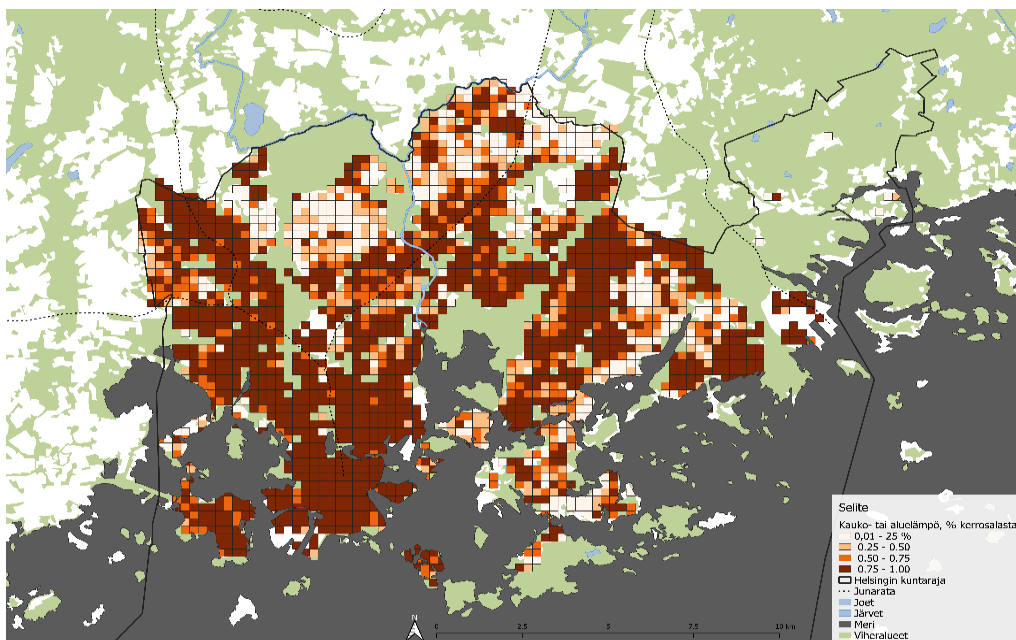 Selite
Kauko- tai aluelämpö, % kerrosalasta
0,01 - 25 %
0.25 - 0.50
0.50 - 0.75
0.75 - 1.00
Helsingin kuntaraja
Junarata
Joet
Järvet
Meri
Viheralueet
N
0 2.5 5 7.5 10 km